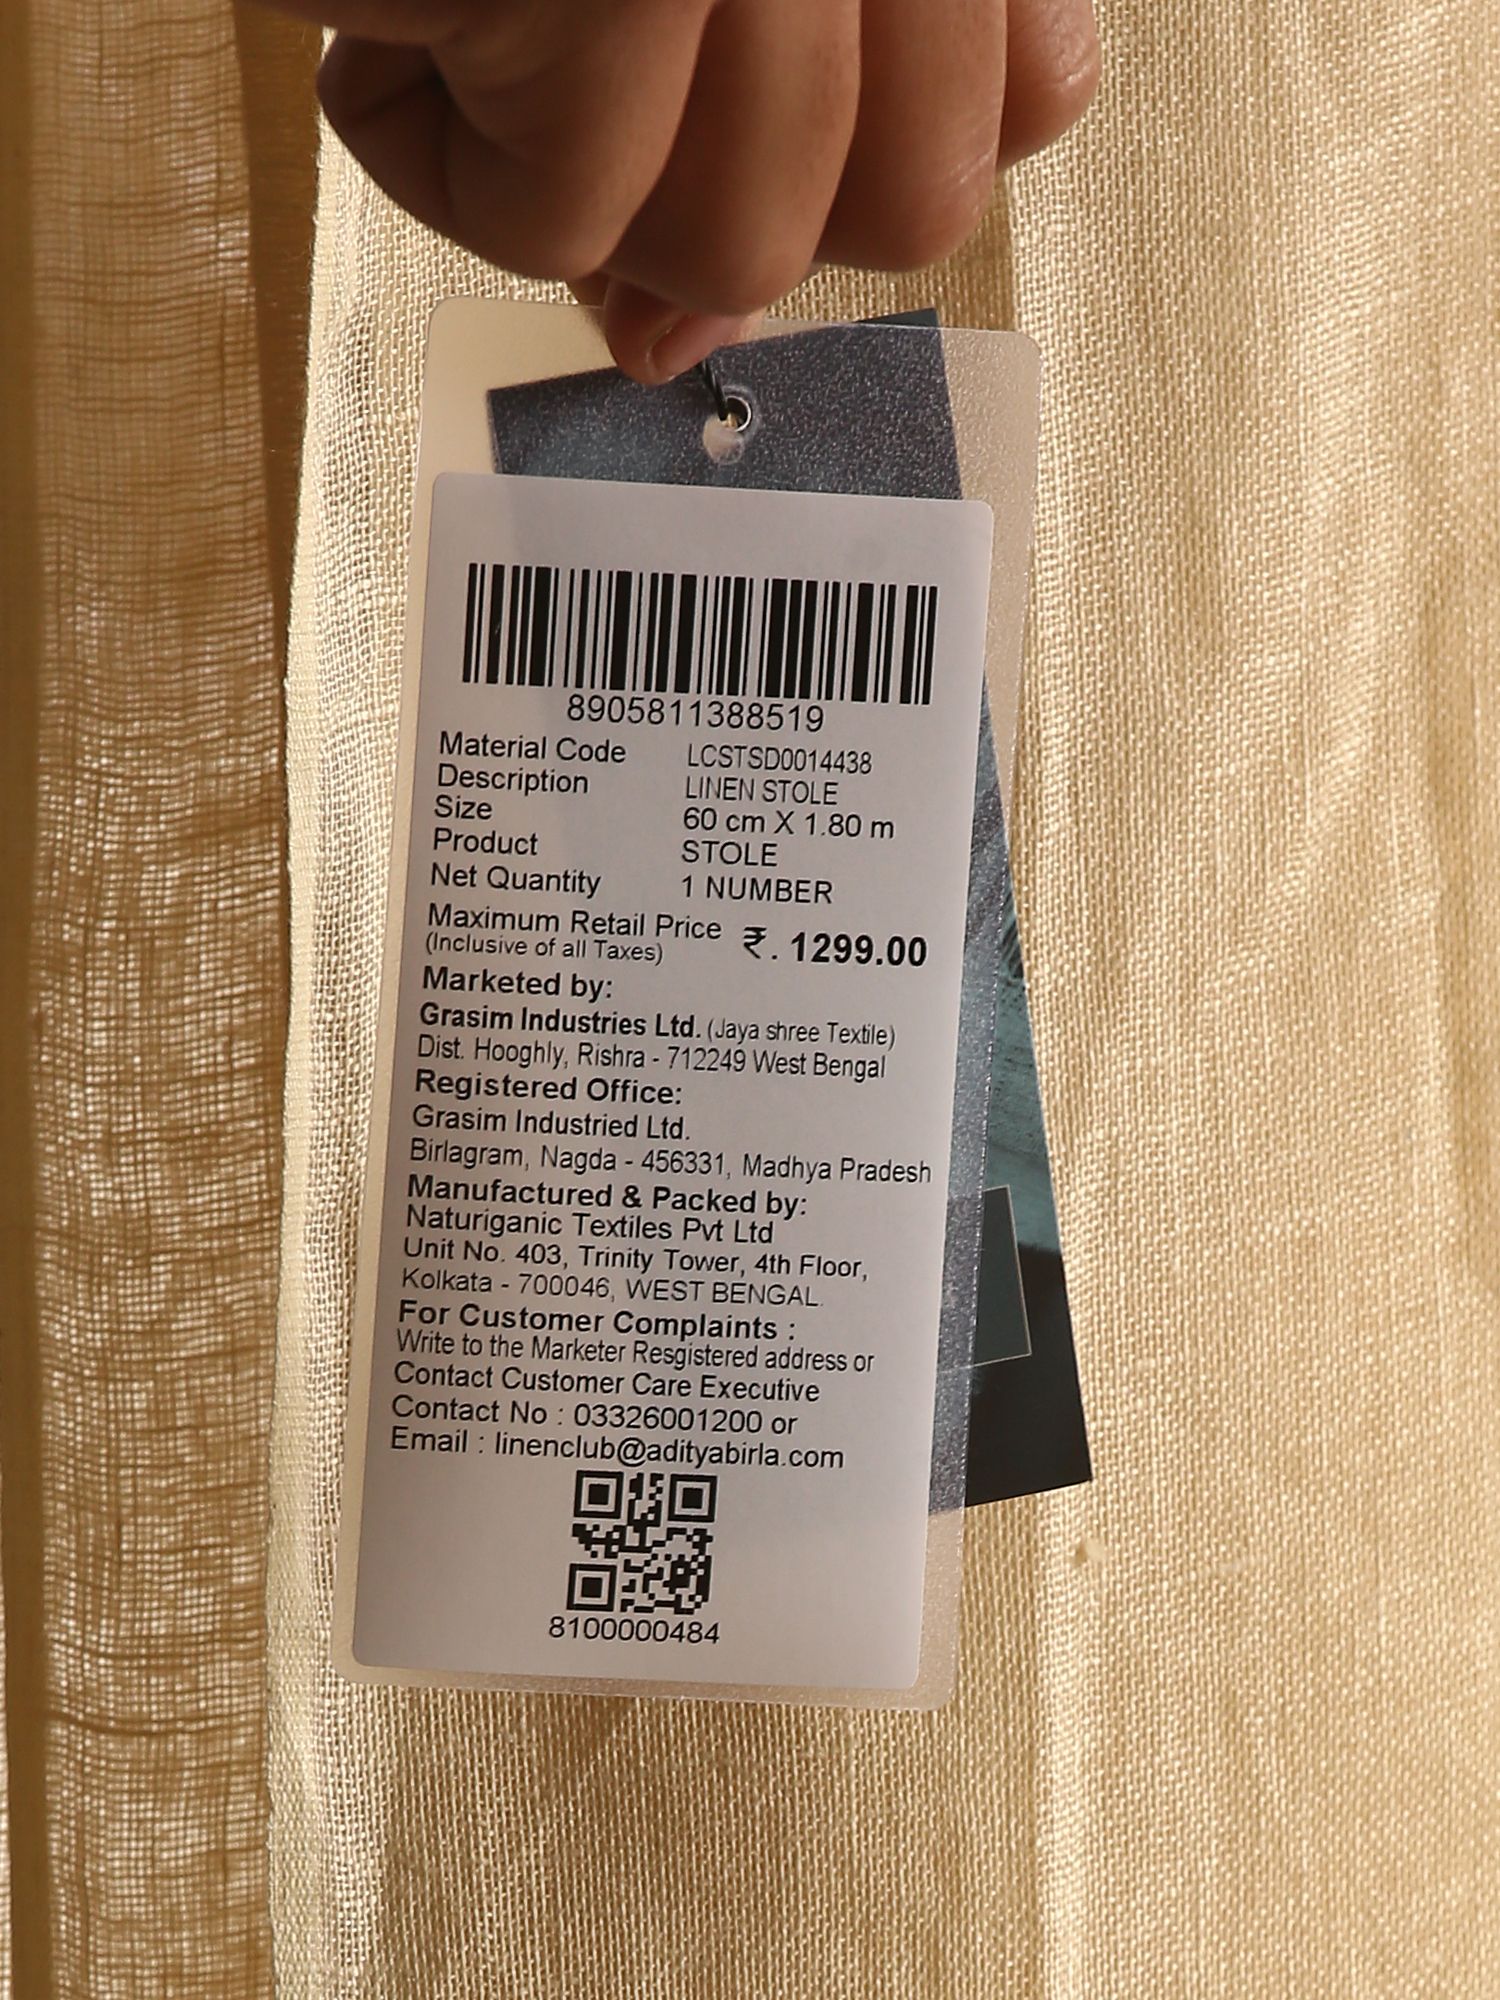 8905811388519
Material Code LCSTSD0014438
Description LINEN STOLE
Size 60 cm X 1.80 m
Product STOLE
Net Quantity 1 NUMBER
Maximum Retail Price ₹. 1299.00
(Inclusive of all Taxes)
Marketed by:
Grasim Industries Ltd. (Jaya shree Textile)
Dist. Hooghly, Rishra - 712249 West Bengal
Registered Office:
Grasim Industried Ltd.
Birlagram, Nagda - 456331, Madhya Pradesh
Manufactured & Packed by:
Naturiganic Textiles Pvt Ltd
Unit No. 403, Trinity Tower, 4th Floor,
Kolkata - 700046, WEST BENGAL.
For Customer Complaints :
Write to the Marketer Resgistered address or
Contact Customer Care Executive
Contact No : 03326001200 or
Email : linenclub@adityabirla.com
8100000484